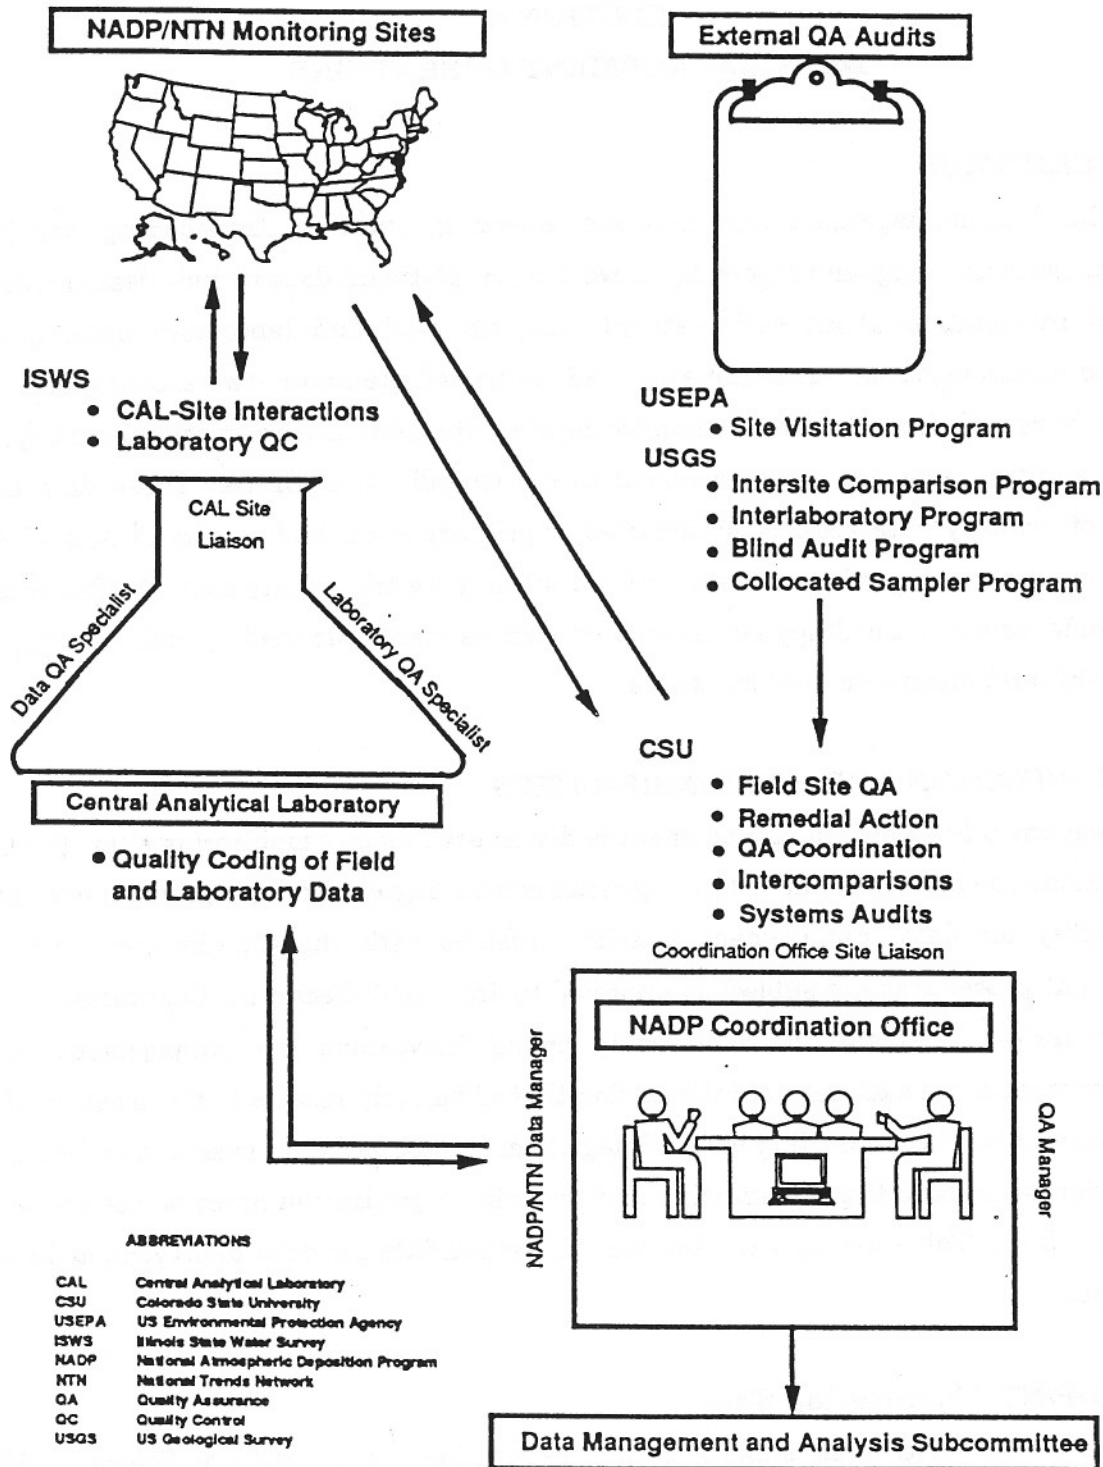 NADP/NTN Monitoring Sites
External QA Audits
ISWS
• CAL-Site Interactions
• Laboratory QC
CAL Site
Liaison
Data QA Specialist
Laboratory QA Specialist
Central Analytical Laboratory
• Quality Coding of Field
and Laboratory Data
USEPA
• Site Visitation Program
USGS
• Intersite Comparison Program
• Interlaboratory Program
• Blind Audit Program
• Collocated Sampler Program
CSU
• Field Site QA
• Remedial Action
• QA Coordination
• Intercomparisons
• Systems Audits
Coordination Office Site Liaison
NADP/NTN Data Manager
NADP Coordination Office
QA Manager
ABBREVIATIONS
CAL Central Analytical Laboratory
CSU Colorado State University
USEPA US Environmental Protection Agency
ISWS Illinois State Water Survey
NADP National Atmospheric Deposition Program
NTN National Trends Network
QA Quality Assurance
QC Quality Control
USGS US Geological Survey
Data Management and Analysis Subcommittee